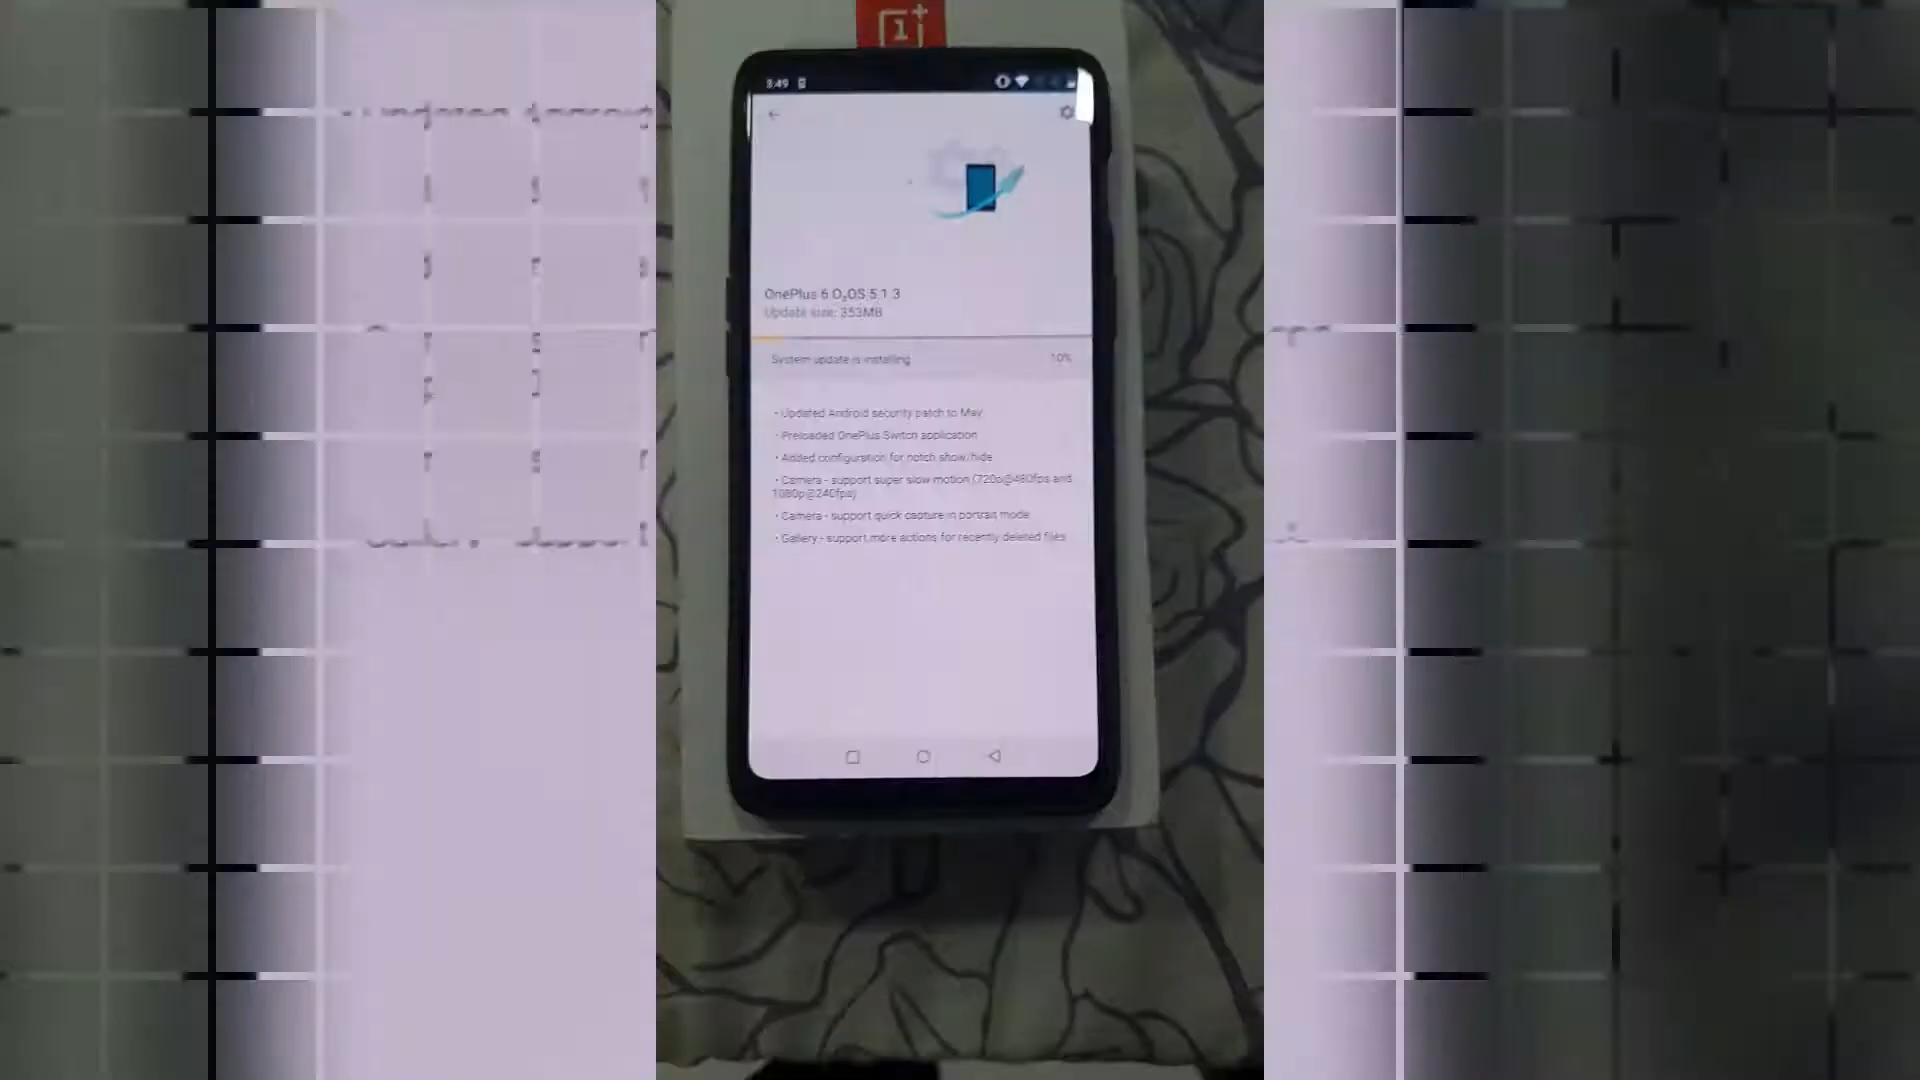 1+
3:49
OnePlus 6 O₂OS 5.1.3
Update size: 353MB
System update is installing 10%
• Updated Android security patch to May
• Preloaded OnePlus Switch application
• Added configuration for notch show/hide
• Camera - support super slow motion (720p@480fps and
1080p@240fps)
• Camera - support quick capture in portrait mode
• Gallery - support more actions for recently deleted files